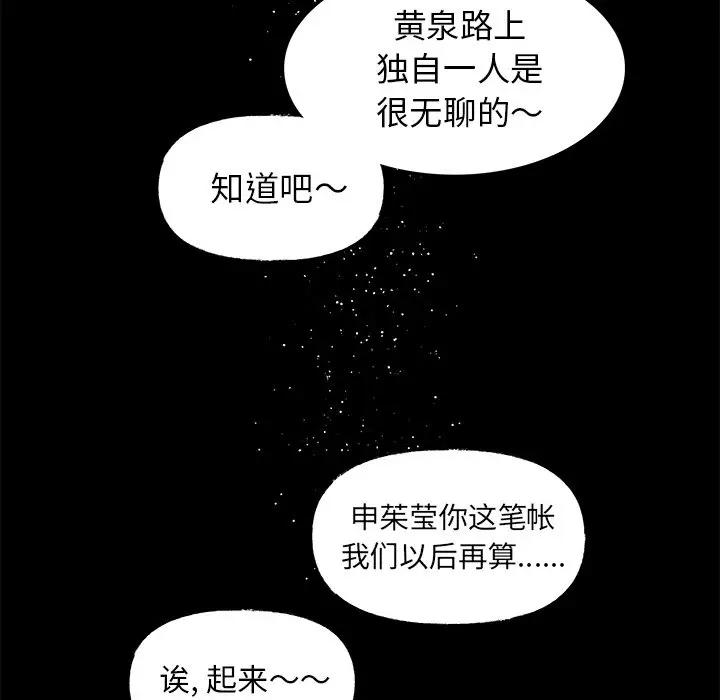 黄泉路上
独自一人是
很无聊的～
知道吧～
申茱莹你这笔帐
我们以后再算......
诶,起来～～